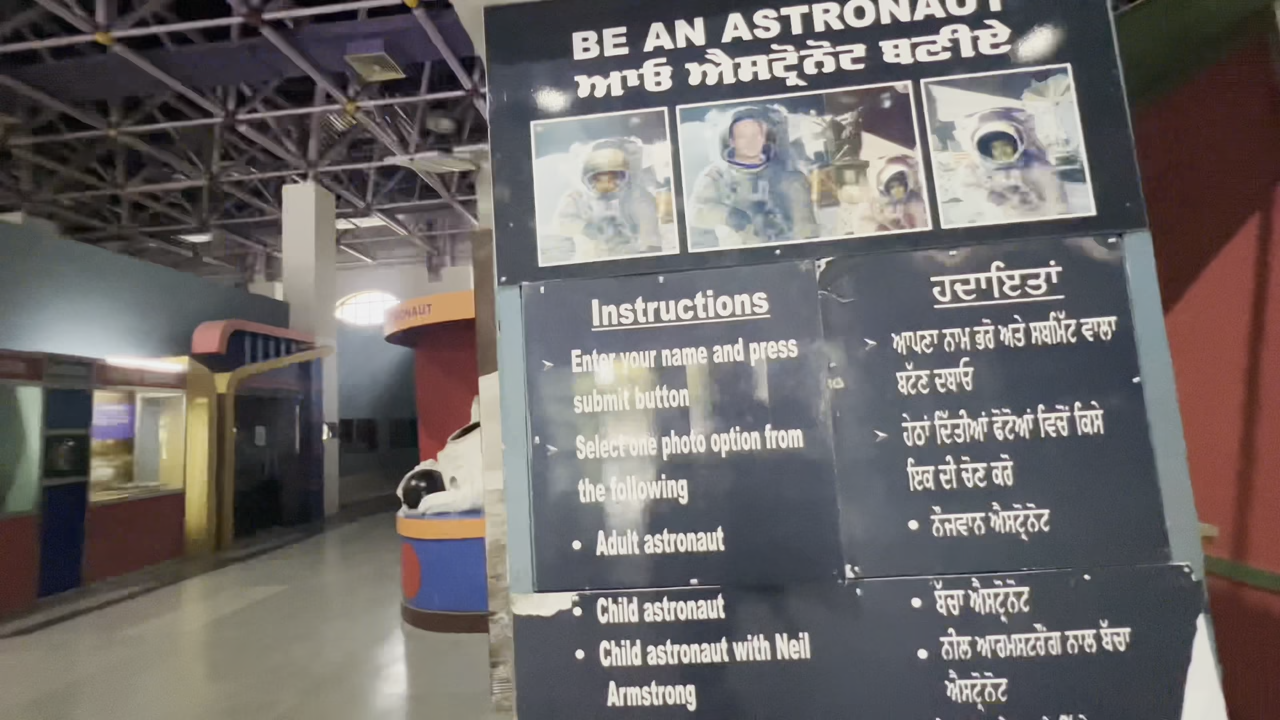 BE AN ASTRONAUT
ਆਓ ਐਸਟ੍ਰੋਨੋਟ ਬਣੀਏ
Instructions
➢ Enter your name and press
submit button
➢ Select one photo option from
the following
• Adult astronaut
• Child astronaut
• Child astronaut with Neil
Armstrong
ਹਦਾਇਤਾਂ
➢ ਆਪਣਾ ਨਾਮ ਭਰੋ ਅਤੇ ਸਬਮਿੱਟ ਵਾਲਾ
ਬੱਟਣ ਦਬਾਓ
➢ ਹੇਠਾਂ ਦਿੱਤੀਆਂ ਫੋਟੋਆਂ ਵਿਚੋਂ ਕਿਸੇ
ਇਕ ਦੀ ਚੋਣ ਕਰੋ
• ਨੌਜਵਾਨ ਐਸਟ੍ਰੋਨੋਟ
• ਬੱਚਾ ਐਸਟ੍ਰੋਨੋਟ
• ਨੀਲ ਆਰਮਸਟਰੌਂਗ ਨਾਲ ਬੱਚਾ
ਐਸਟ੍ਰੋਨੋਟ